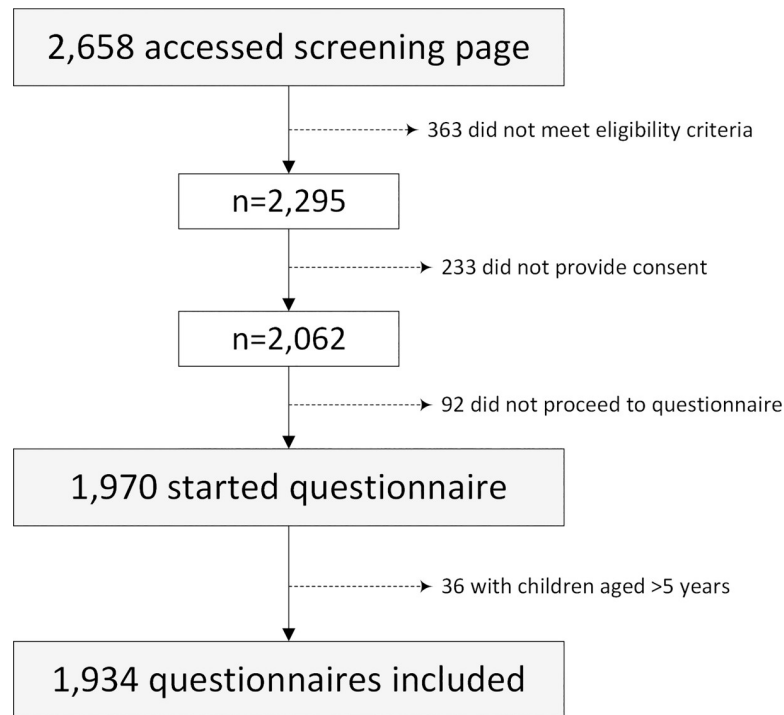 2,658 accessed screening page
363 did not meet eligibility criteria
n=2,295
233 did not provide consent
n=2,062
92 did not proceed to questionnaire
1,970 started questionnaire
36 with children aged >5 years
1,934 questionnaires included